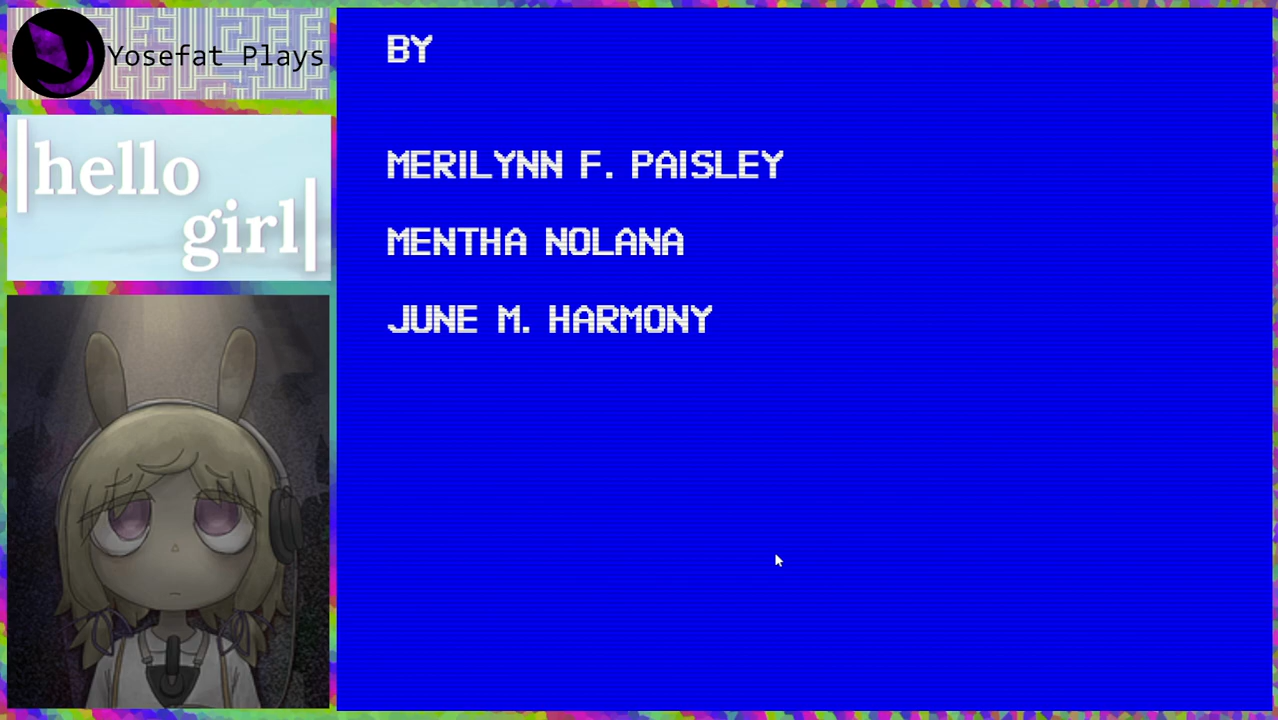 Yosefat Plays
|hello
girl|
BY
MERILYNN F. PAISLEY
MENTHA NOLANA
JUNE M. HARMONY